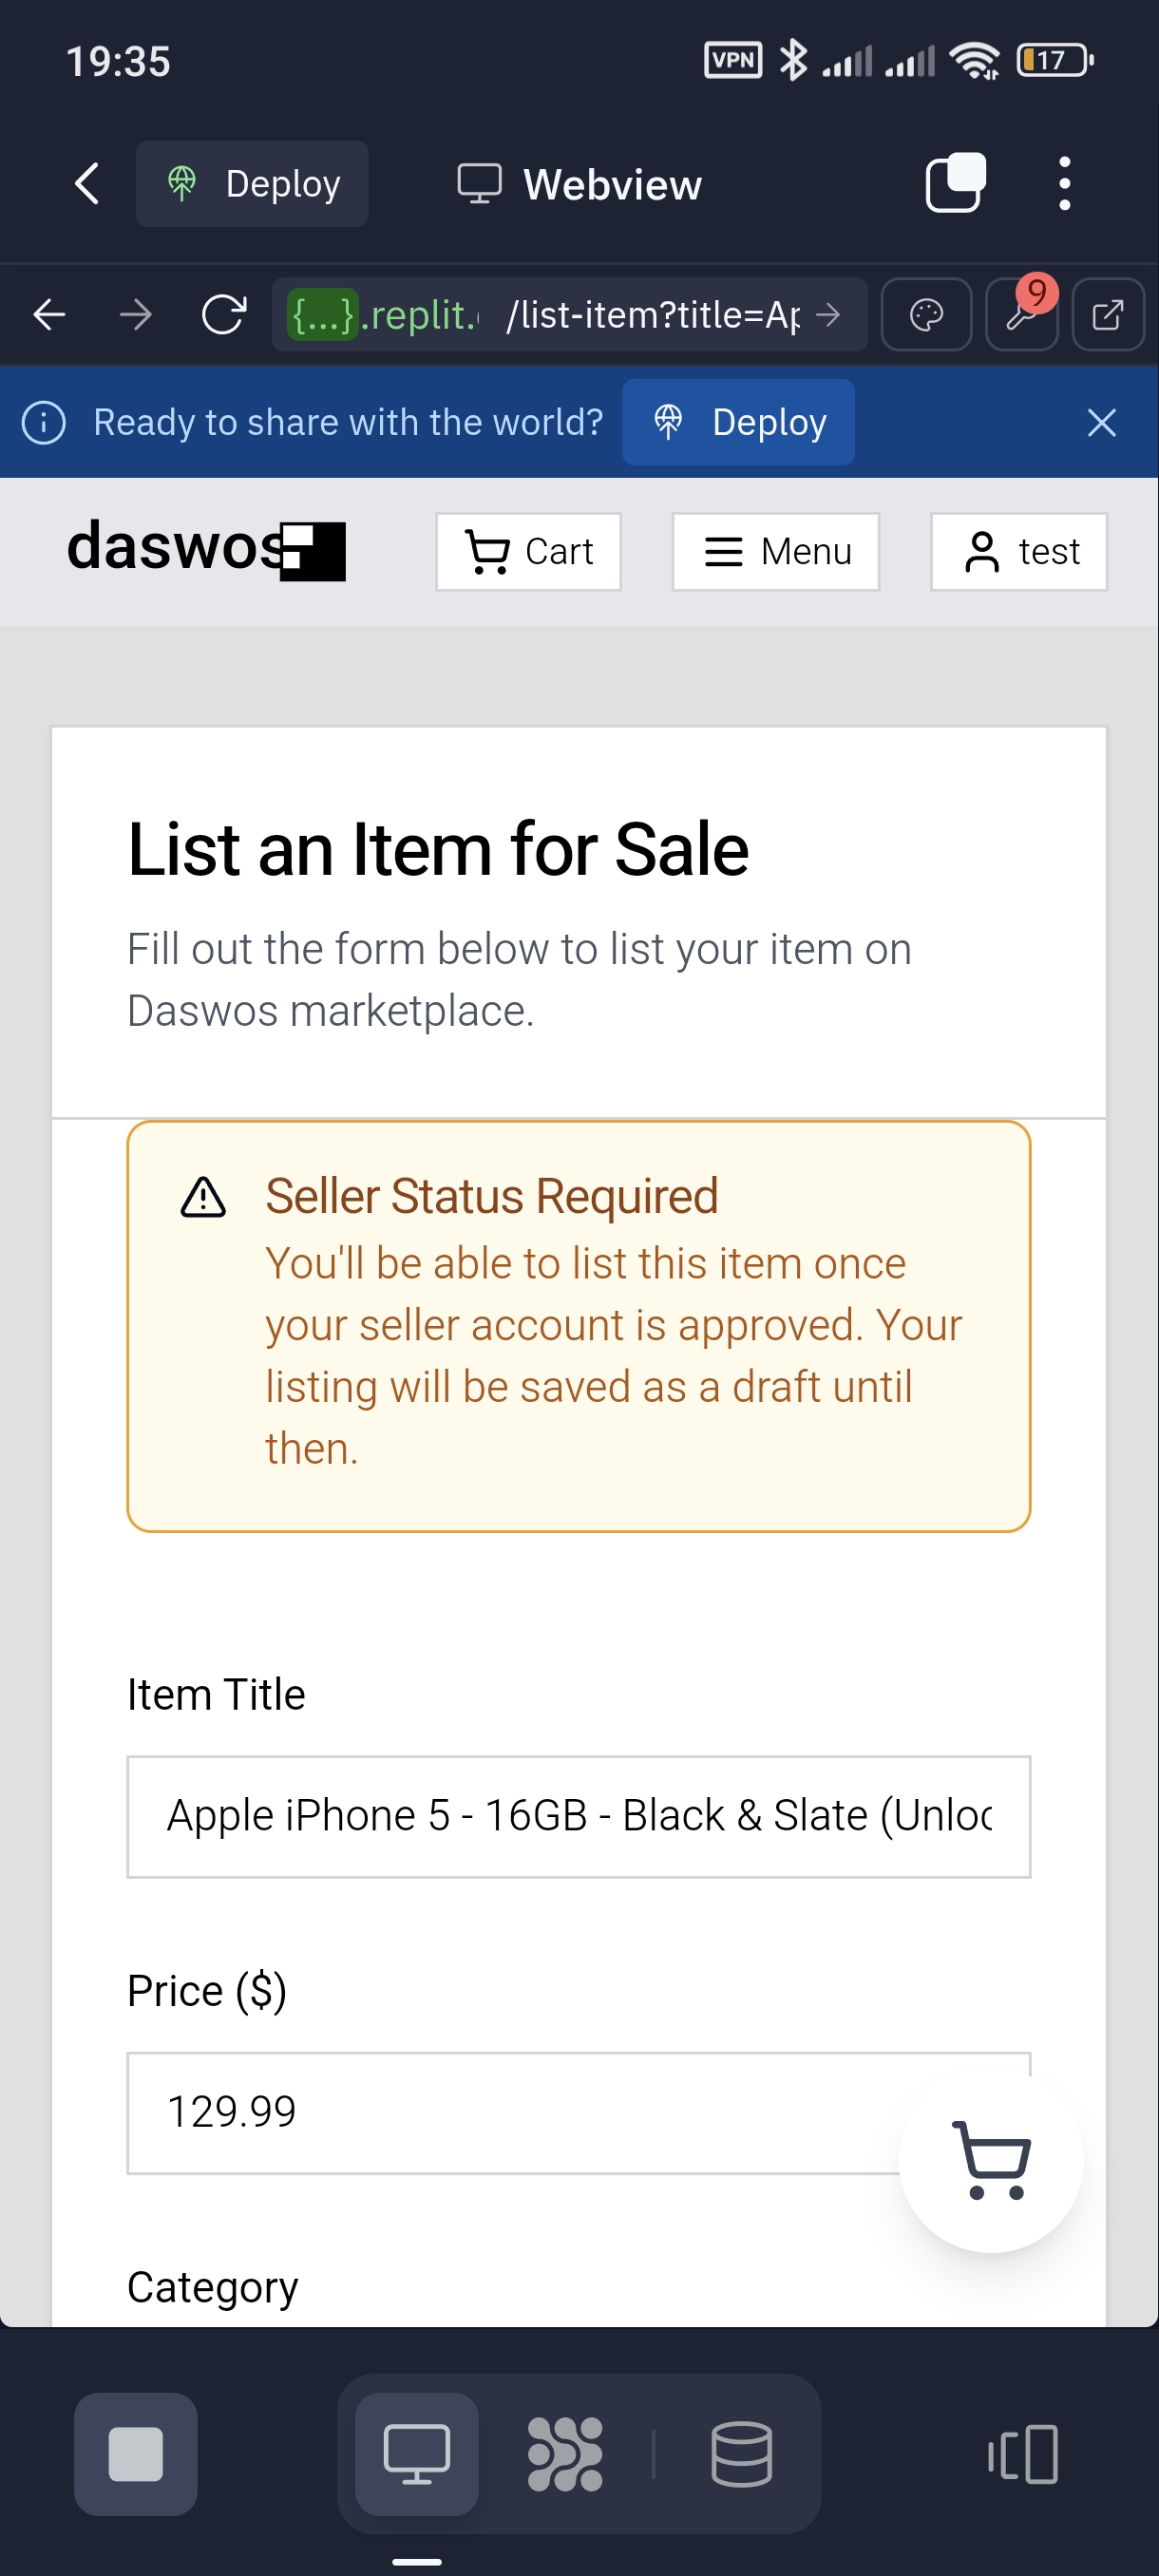 19:35
VPN
17
Deploy
Webview
{...}.replit.
/list-item?title=Ap
9
Ready to share with the world?
Deploy
daswos
Cart
Menu
test
List an Item for Sale
Fill out the form below to list your item on
Daswos marketplace.
Seller Status Required
You'll be able to list this item once
your seller account is approved. Your
listing will be saved as a draft until
then.
Item Title
Apple iPhone 5 - 16GB - Black & Slate (Unloc
Price ($)
129.99
Category